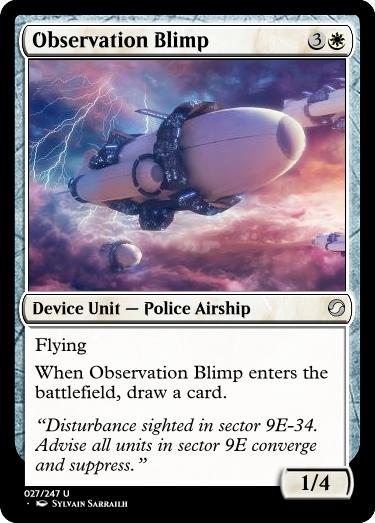 Observation Blimp 3
Device Unit — Police Airship
Flying
When Observation Blimp enters the
battlefield, draw a card.
“Disturbance sighted in sector 9E-34.
Advise all units in sector 9E converge
and suppress.”
1/4
027/247 U
· Sylvain Sarrailh